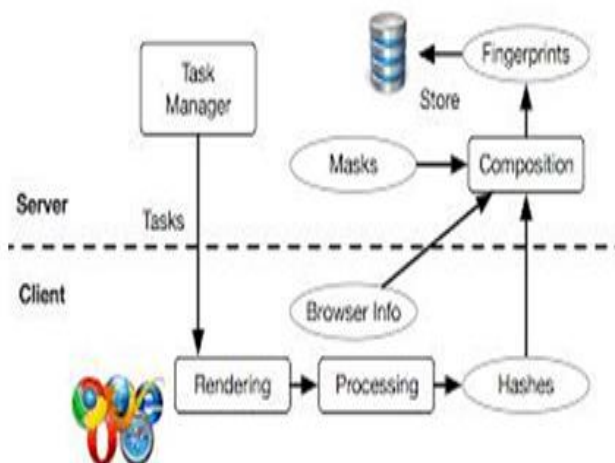 Task
Manager
Fingerprints
Store
Masks
Composition
Server
Tasks
Client
Browser Info
Rendering
Processing
Hashes